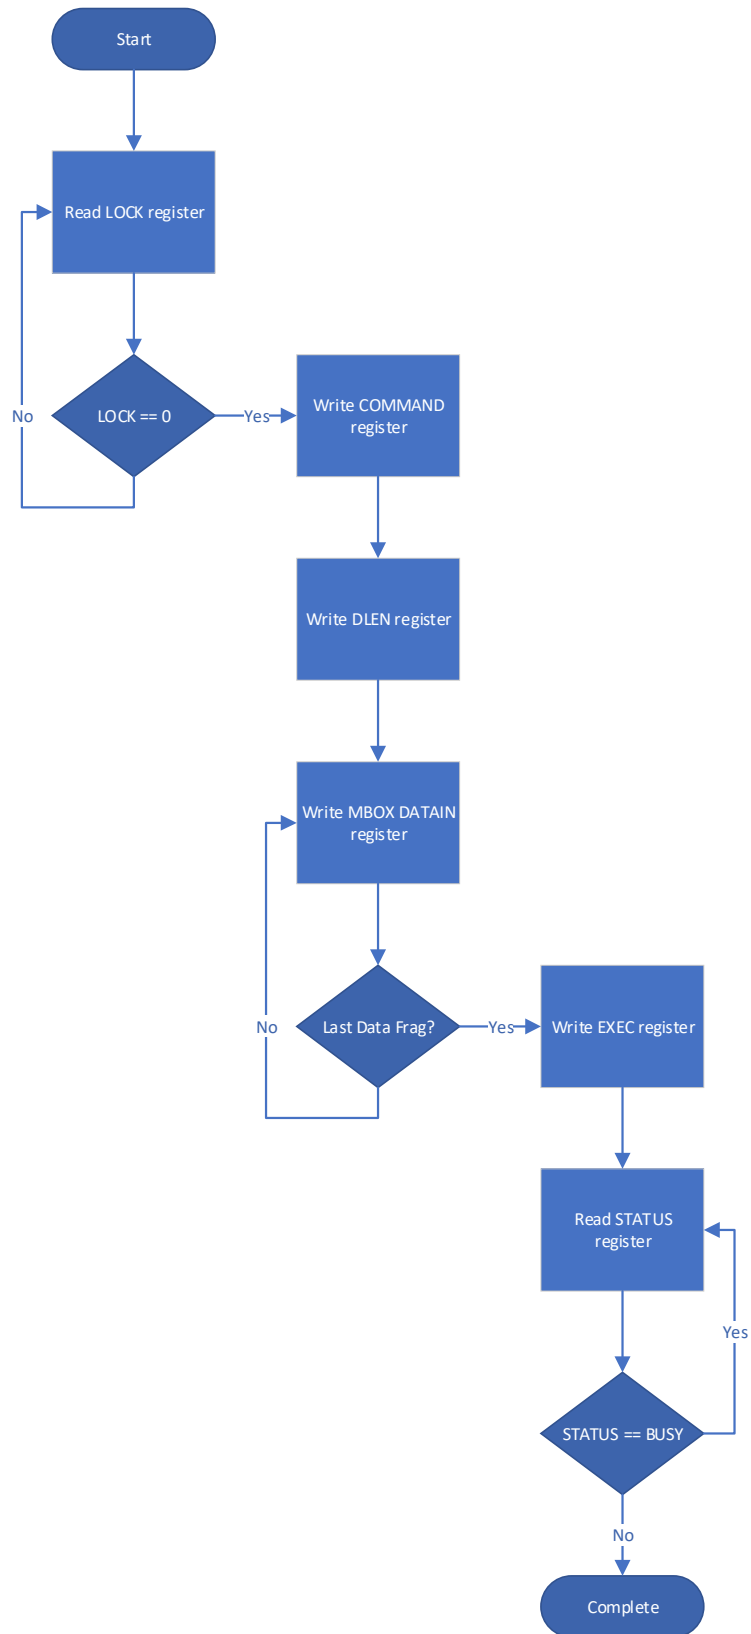 Start
Read LOCK register
LOCK == 0
No
Yes
Write COMMAND
register
Write DLEN register
Write MBOX DATAIN
register
Last Data Frag?
No
Yes
Write EXEC register
Read STATUS
register
Yes
STATUS == BUSY
No
Complete